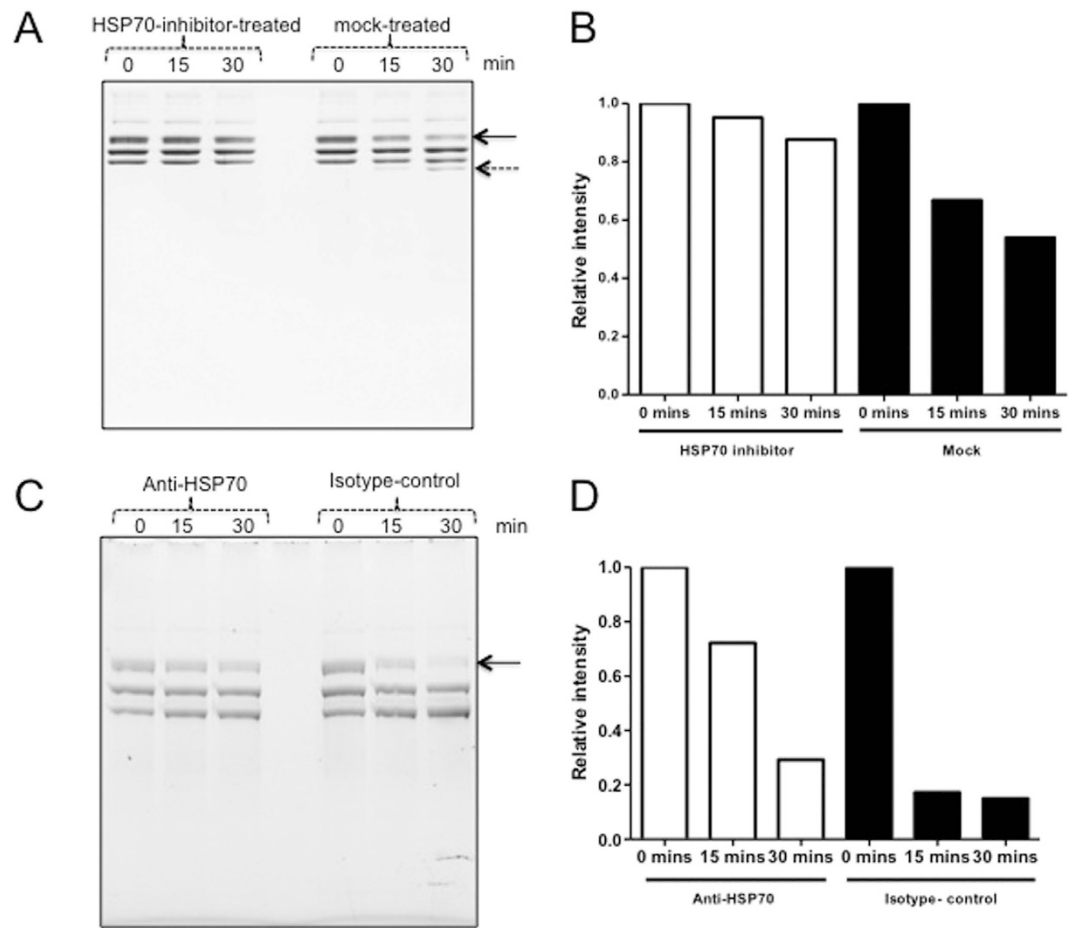 A
HSP70-inhibitor-treated mock-treated
0 15 30 0 15 30 min
B
Relative intensity
1.0
0.8
0.6
0.4
0.2
0.0
0 mins 15 mins 30 mins 0 mins 15 mins 30 mins
HSP70 inhibitor Mock
C
Anti-HSP70 Isotype-control
0 15 30 0 15 30 min
D
Relative intensity
1.0
0.8
0.6
0.4
0.2
0.0
0 mins 15 mins 30 mins 0 mins 15 mins 30 mins
Anti-HSP70 Isotype- control